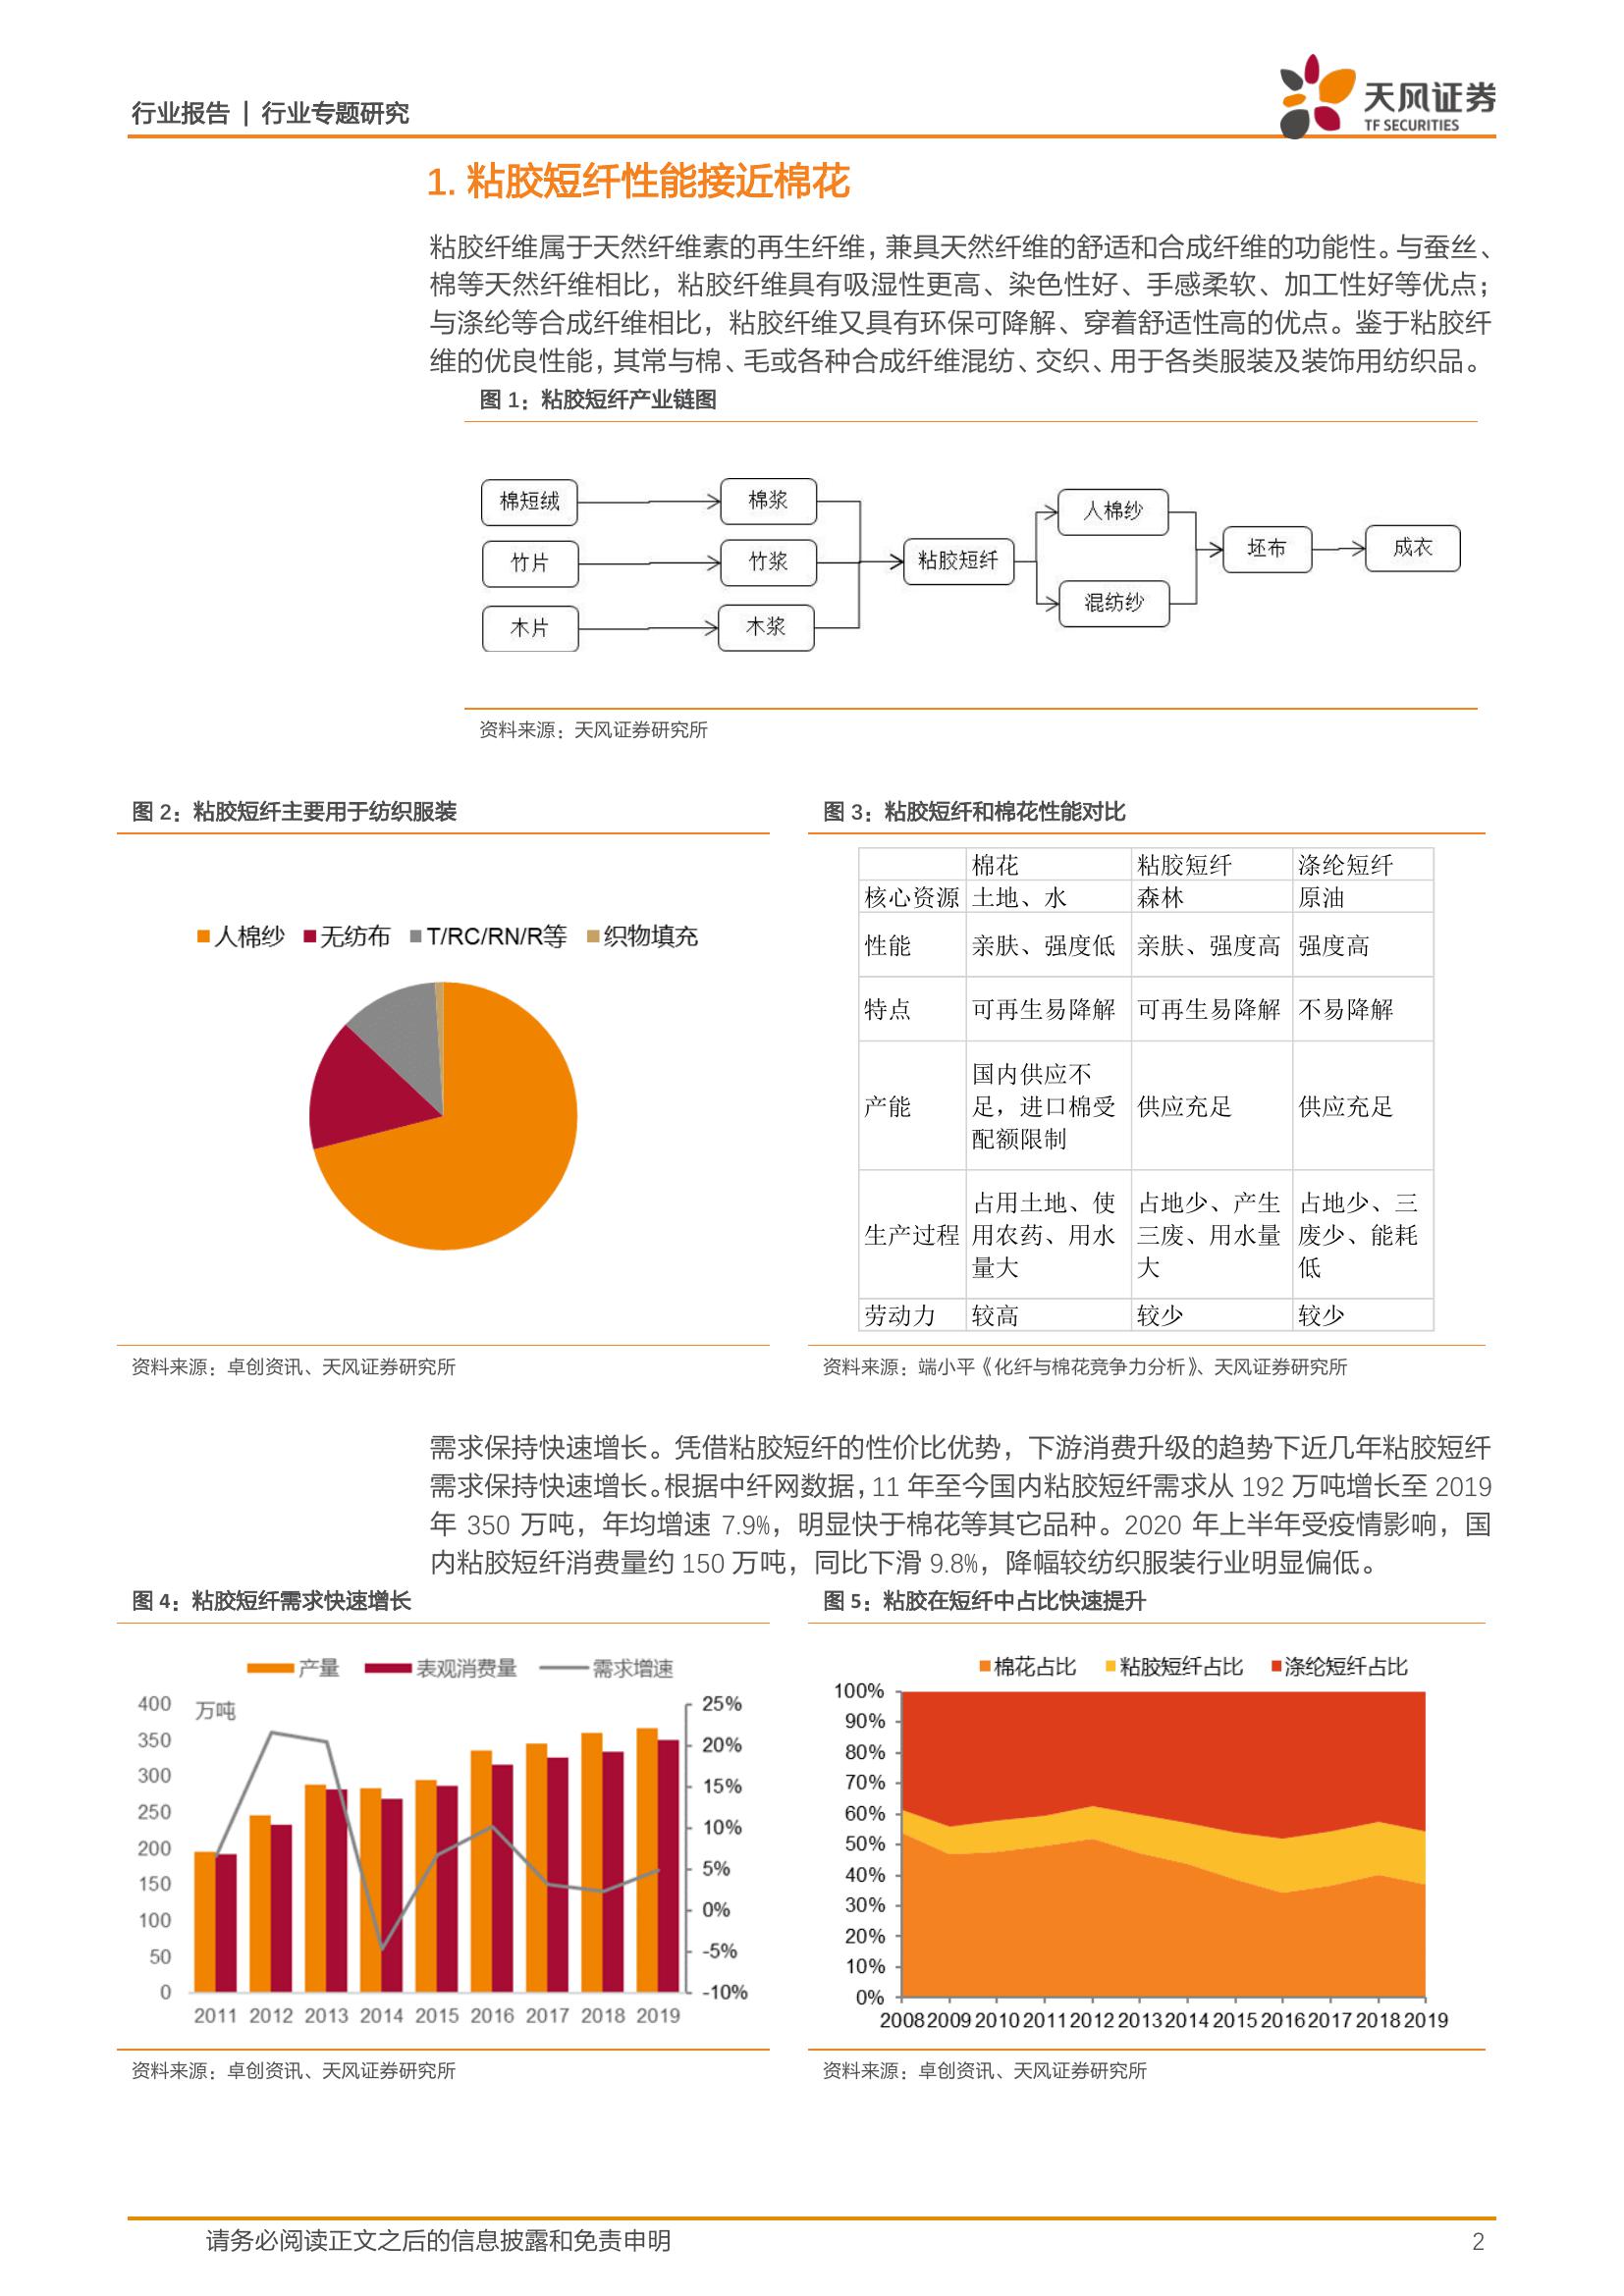 行业报告 | 行业专题研究
天风证券
TF SECURITIES
1. 粘胶短纤性能接近棉花
粘胶纤维属于天然纤维素的再生纤维，兼具天然纤维的舒适和合成纤维的功能性。与蚕丝、
棉等天然纤维相比，粘胶纤维具有吸湿性更高、染色性好、手感柔软、加工性好等优点；
与涤纶等合成纤维相比，粘胶纤维又具有环保可降解、穿着舒适性高的优点。鉴于粘胶纤
维的优良性能，其常与棉、毛或各种合成纤维混纺、交织、用于各类服装及装饰用纺织品。
图 1：粘胶短纤产业链图
棉短绒
棉浆
竹片
竹浆
木片
木浆
粘胶短纤
人棉纱
混纺纱
坯布
成衣
资料来源：天风证券研究所
图 2：粘胶短纤主要用于纺织服装
人棉纱 无纺布 T/RC/RN/R等 织物填充
资料来源：卓创资讯、天风证券研究所
图 3：粘胶短纤和棉花性能对比
棉花 粘胶短纤 涤纶短纤
核心资源 土地、水 森林 原油
性能 亲肤、强度低 亲肤、强度高 强度高
特点 可再生易降解 可再生易降解 不易降解
国内供应不
产能 足，进口棉受 供应充足 供应充足
配额限制
占用土地、使 占地少、产生 占地少、三
生产过程 用农药、用水 三废、用水量 废少、能耗
量大 大 低
劳动力 较高 较少 较少
资料来源：端小平《化纤与棉花竞争力分析》、天风证券研究所
需求保持快速增长。凭借粘胶短纤的性价比优势，下游消费升级的趋势下近几年粘胶短纤
需求保持快速增长。根据中纤网数据，11 年至今国内粘胶短纤需求从 192 万吨增长至 2019
年 350 万吨，年均增速 7.9%，明显快于棉花等其它品种。2020 年上半年受疫情影响，国
内粘胶短纤消费量约 150 万吨，同比下滑 9.8%，降幅较纺织服装行业明显偏低。
图 4：粘胶短纤需求快速增长
产量 表观消费量 需求增速
万吨
400
350
300
250
200
150
100
50
0
25%
20%
15%
10%
5%
0%
-5%
-10%
2011 2012 2013 2014 2015 2016 2017 2018 2019
资料来源：卓创资讯、天风证券研究所
图 5：粘胶在短纤中占比快速提升
棉花占比 粘胶短纤占比 涤纶短纤占比
100%
90%
80%
70%
60%
50%
40%
30%
20%
10%
0%
2008 2009 2010 2011 2012 2013 2014 2015 2016 2017 2018 2019
资料来源：卓创资讯、天风证券研究所
请务必阅读正文之后的信息披露和免责申明
2